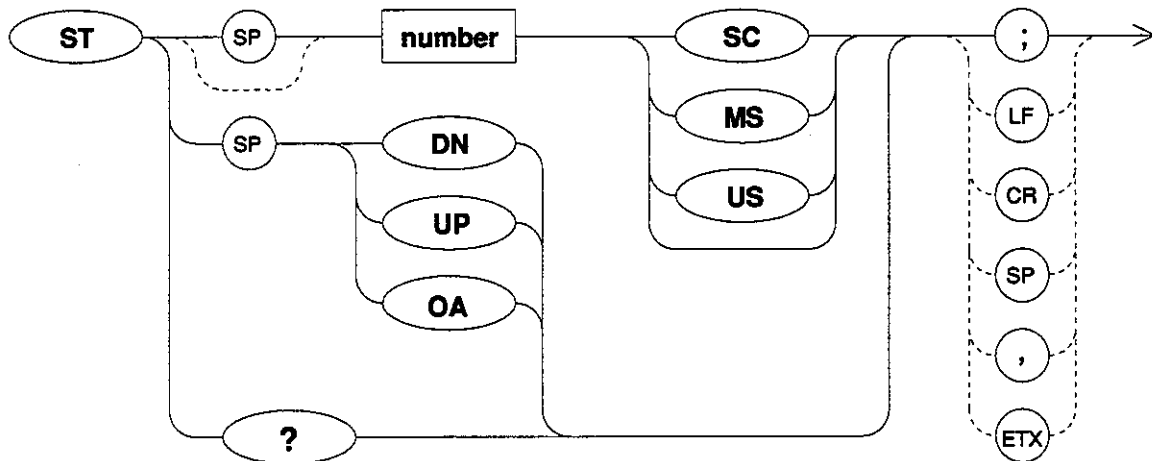 ST SP number SC ;
MS LF
SP DN
US CR
UP
SP
OA
,
? ETX